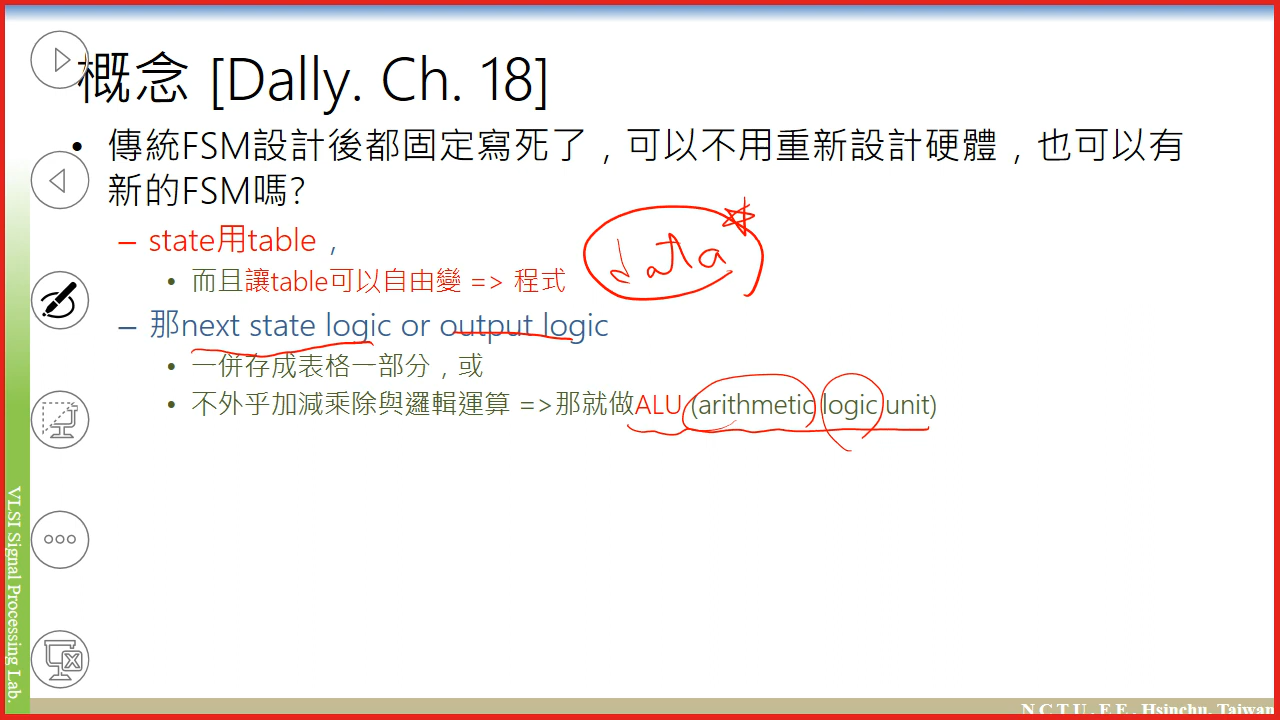 概念 [Dally. Ch. 18]
• 傳統FSM設計後都固定寫死了，可以不用重新設計硬體，也可以有
新的FSM嗎?
– state用table，
• 而且讓table可以自由變 => 程式
data
– 那next state logic or output logic
• 一併存成表格一部分，或
• 不外乎加減乘除與邏輯運算 =>那就做ALU (arithmetic logic unit)
VLSI Signal Processing Lab.
N C T U . E E , Hsinchu, Taiwan